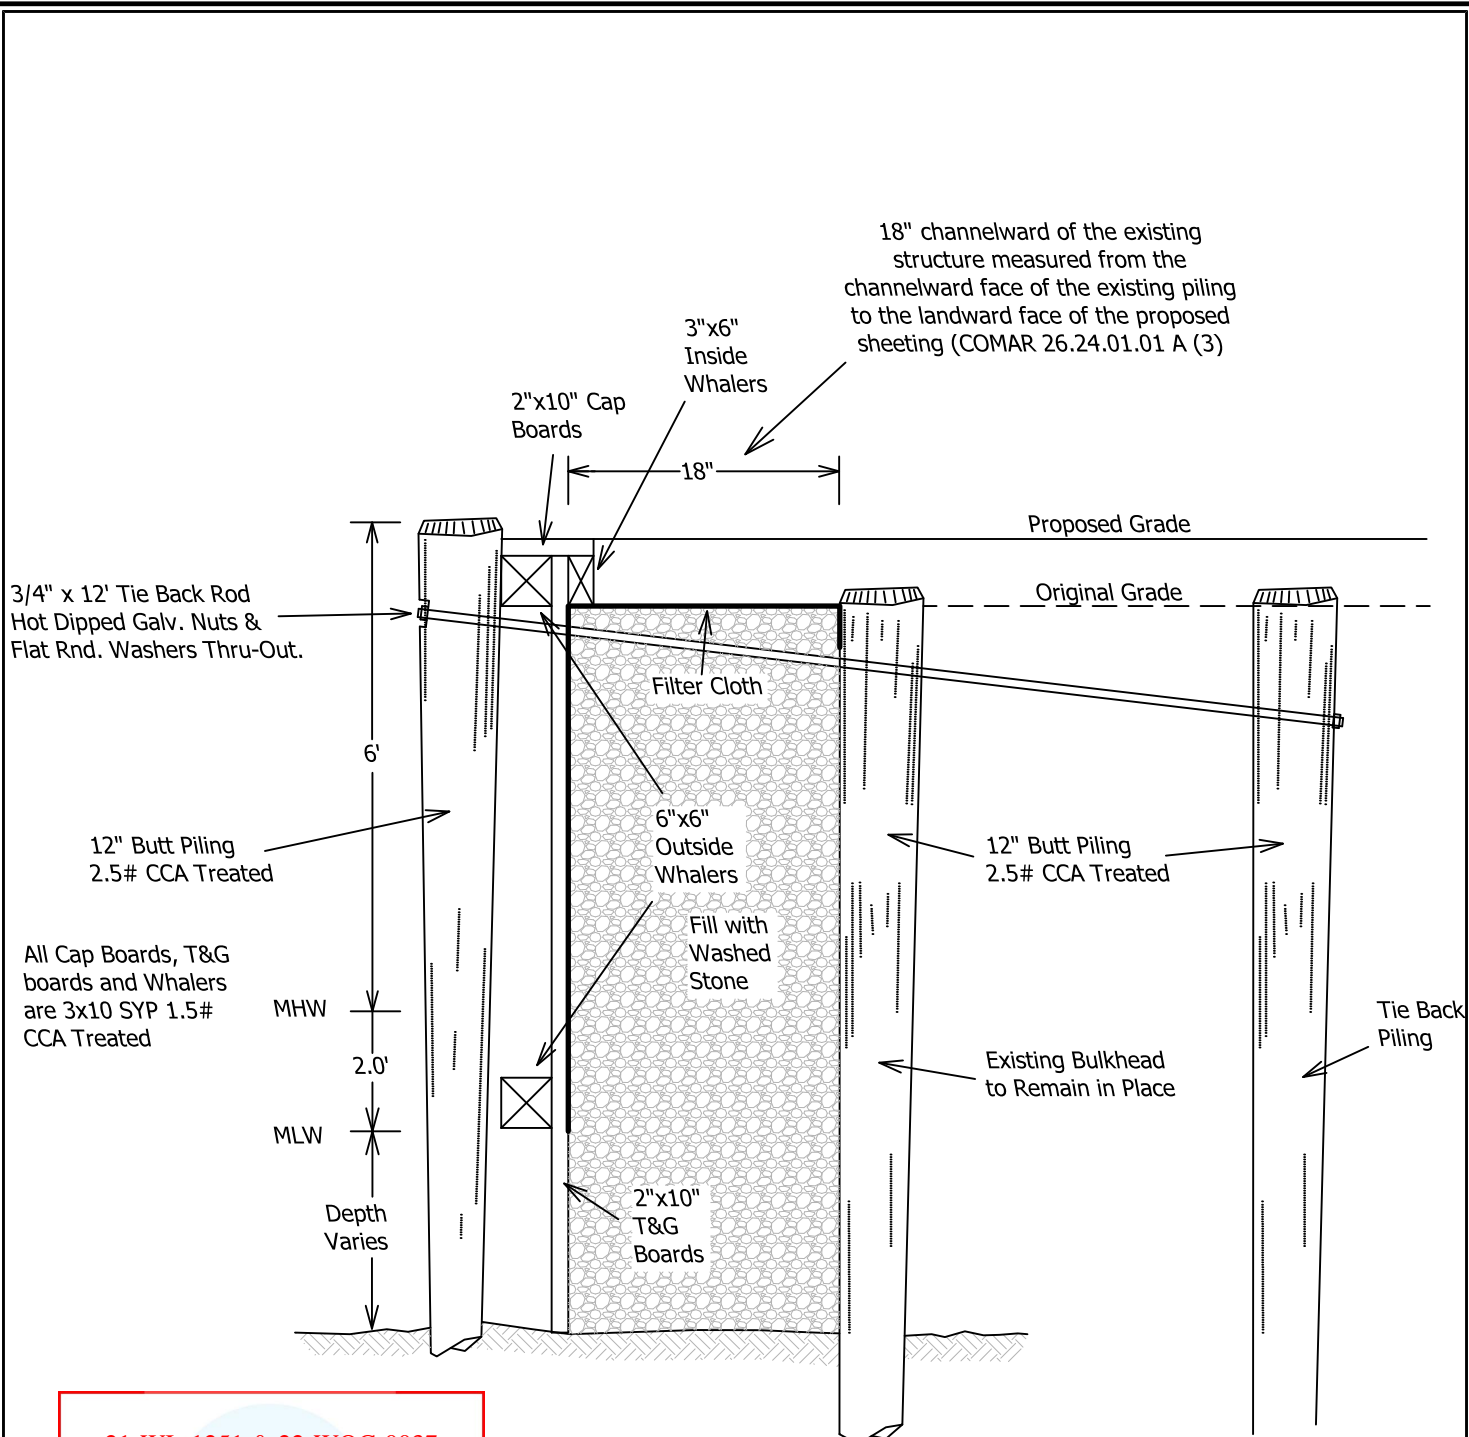 18" channelward of the existing
structure measured from the
channelward face of the existing piling
to the landward face of the proposed
sheeting (COMAR 26.24.01.01 A (3)
3"x6"
Inside
Whalers
2"x10" Cap
Boards
18"
Proposed Grade
Original Grade
3/4" x 12' Tie Back Rod
Hot Dipped Galv. Nuts &
Flat Rnd. Washers Thru-Out.
Filter Cloth
6'
6"x6"
Outside
Whalers
12" Butt Piling
2.5# CCA Treated
12" Butt Piling
2.5# CCA Treated
Fill with
Washed
Stone
All Cap Boards, T&G
boards and Whalers
are 3x10 SYP 1.5#
CCA Treated
MHW
2.0'
MLW
Tie Back
Piling
Existing Bulkhead
to Remain in Place
2"x10"
T&G
Boards
Depth
Varies